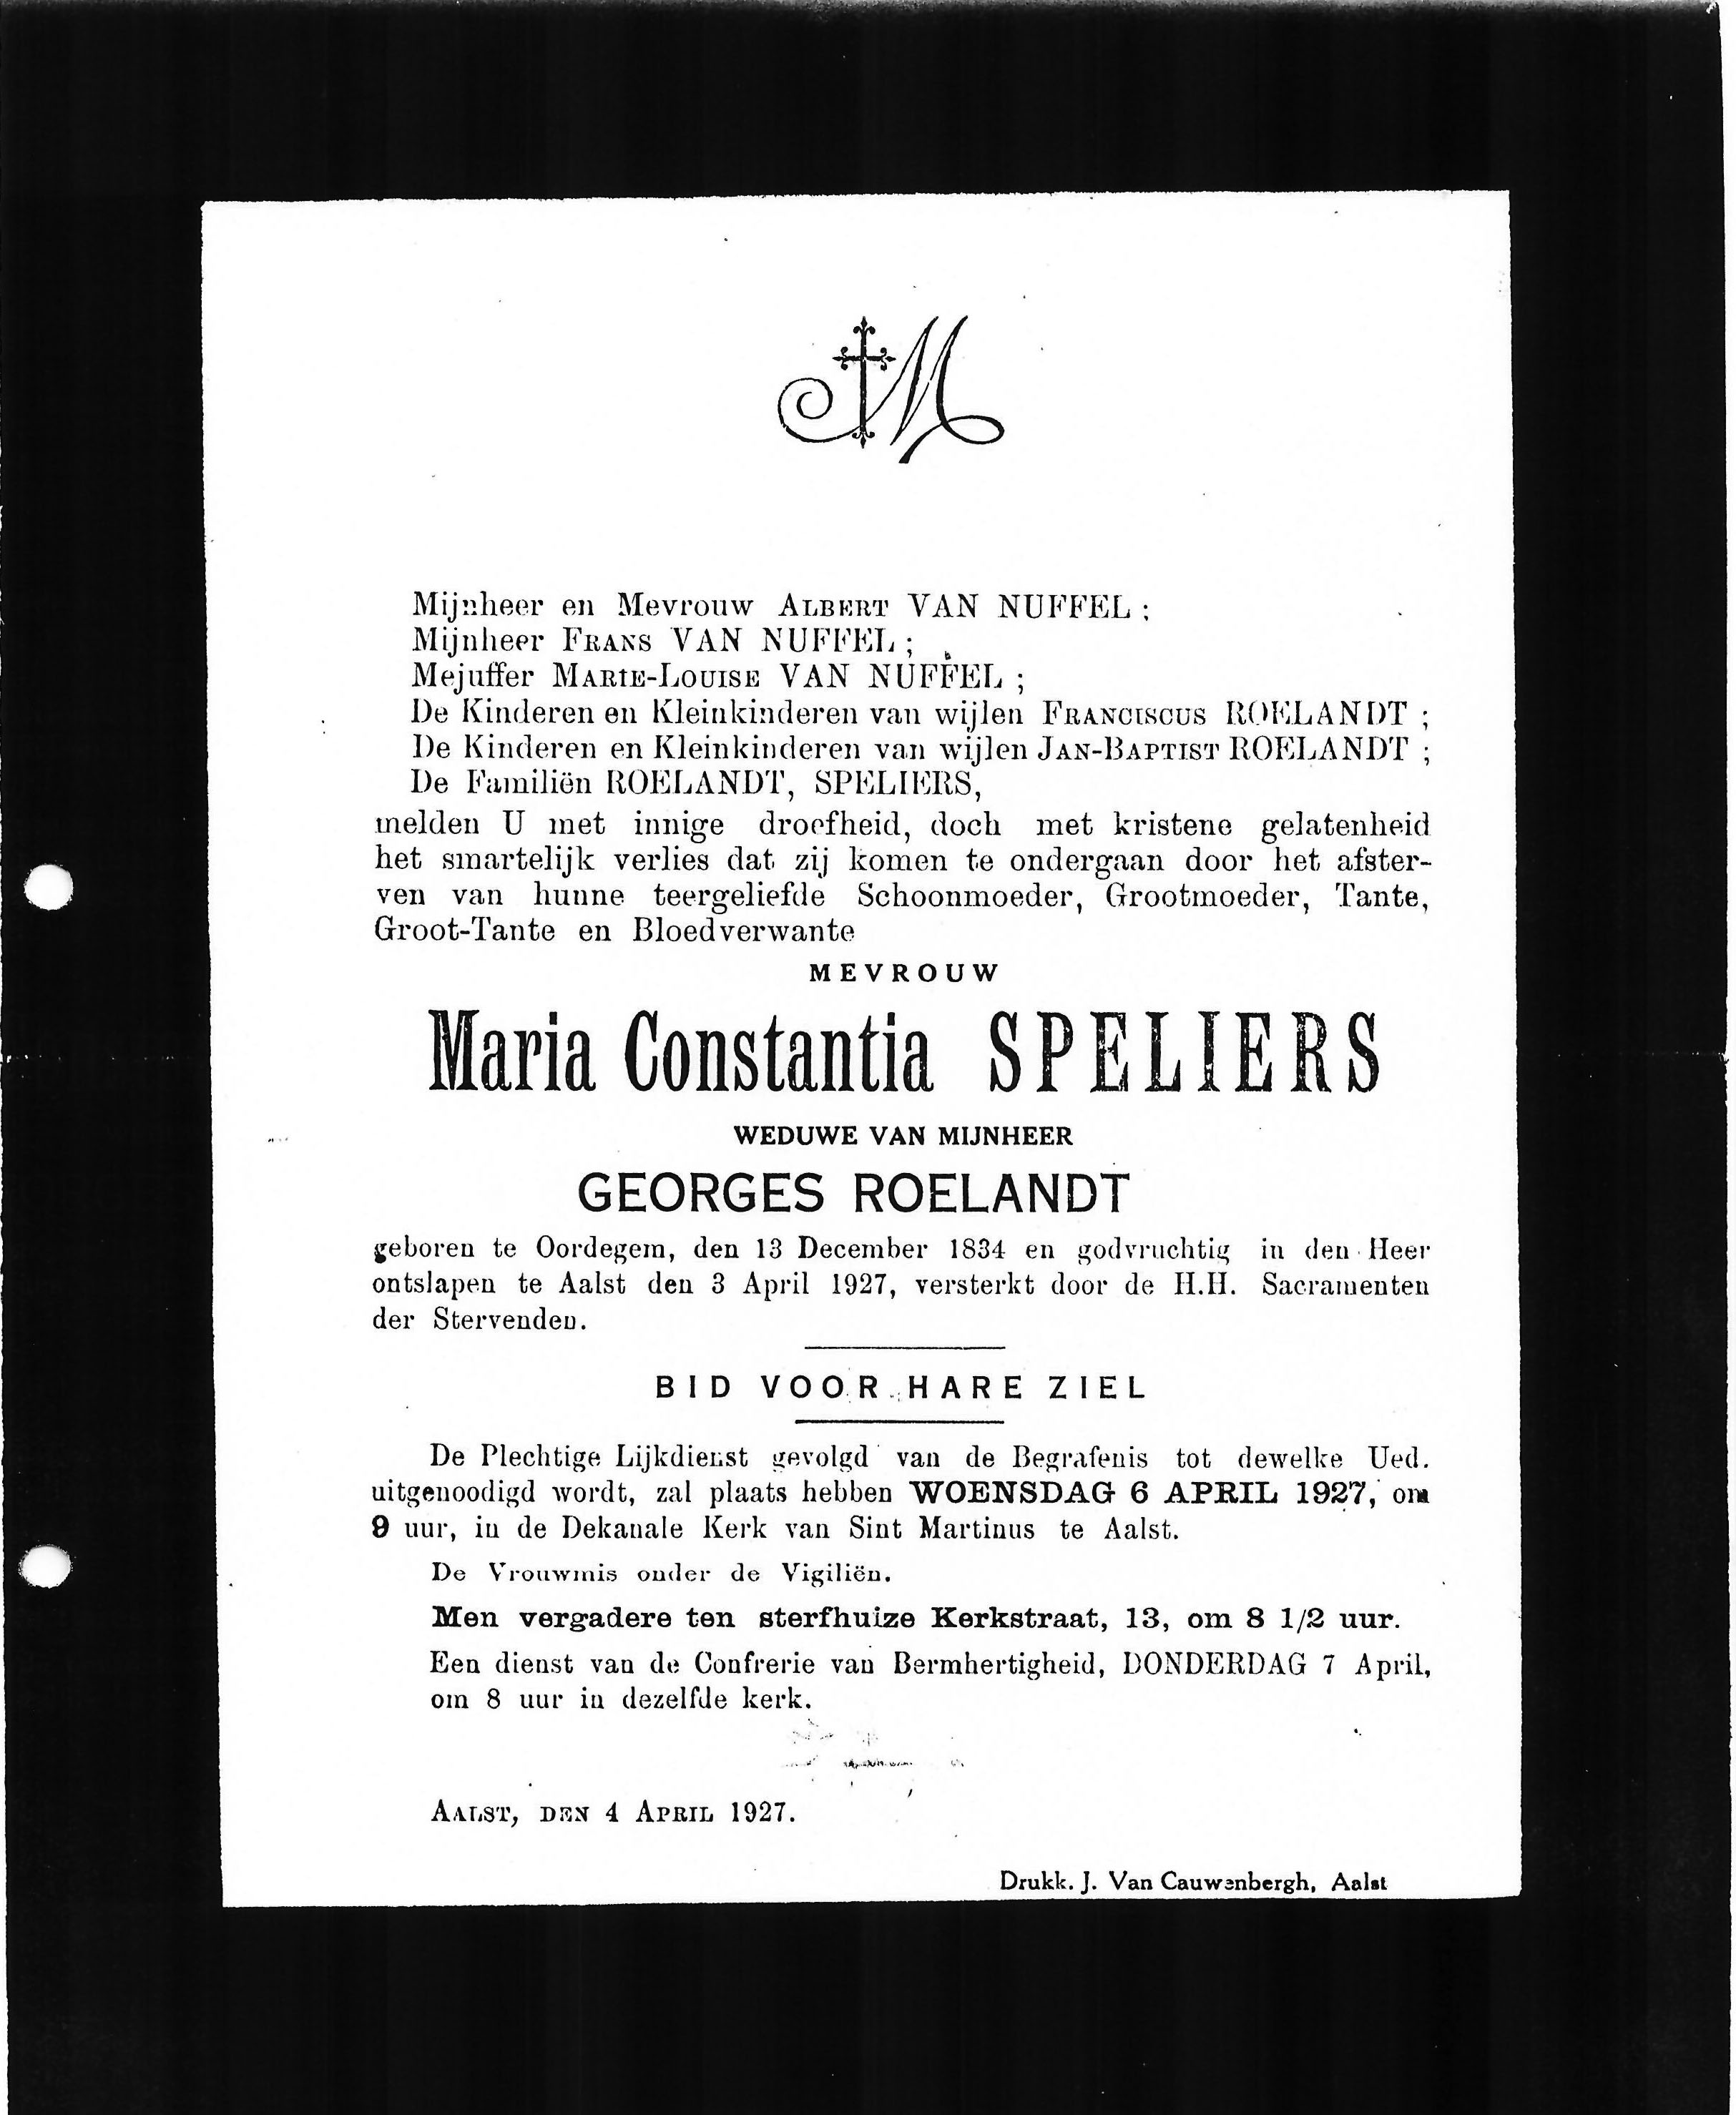 M
Mijnheer en Mevrouw ALBERT VAN NUFFEL ;
Mijnheer FRANS VAN NUFFEL ;
Mejuffer MARIE-LOUISE VAN NUFFEL ;
De Kinderen en Kleinkinderen van wijlen FRANCISCUS ROELANDT ;
De Kinderen en Kleinkinderen van wijlen JAN-BAPTIST ROELANDT ;
De Familiën ROELANDT, SPELIERS,
melden U met innige droefheid, doch met kristene gelatenheid
het smartelijk verlies dat zij komen te ondergaan door het afster-
ven van hunne teergeliefde Schoonmoeder, Grootmoeder, Tante,
Groot-Tante en Bloedverwante
MEVROUW
Maria Constantia SPELIERS
WEDUWE VAN MIJNHEER
GEORGES ROELANDT
geboren te Oordegem, den 13 December 1834 en godvruchtig in den Heer
ontslapen te Aalst den 3 April 1927, versterkt door de H.H. Sacramenten
der Stervenden.
BID VOOR HARE ZIEL
De Plechtige Lijkdienst gevolgd van de Begrafenis tot dewelke Ued.
uitgenoodigd wordt, zal plaats hebben WOENSDAG 6 APRIL 1927, om
9 uur, in de Dekanale Kerk van Sint Martinus te Aalst.
De Vrouwmis onder de Vigiliën.
Men vergadere ten sterfhuize Kerkstraat, 13, om 8 1/2 uur.
Een dienst van de Confrerie van Bermhertigheid, DONDERDAG 7 April,
om 8 uur in dezelfde kerk.
AALST, DEN 4 APRIL 1927.
Drukk. J. Van Cauwenbergh, Aalst